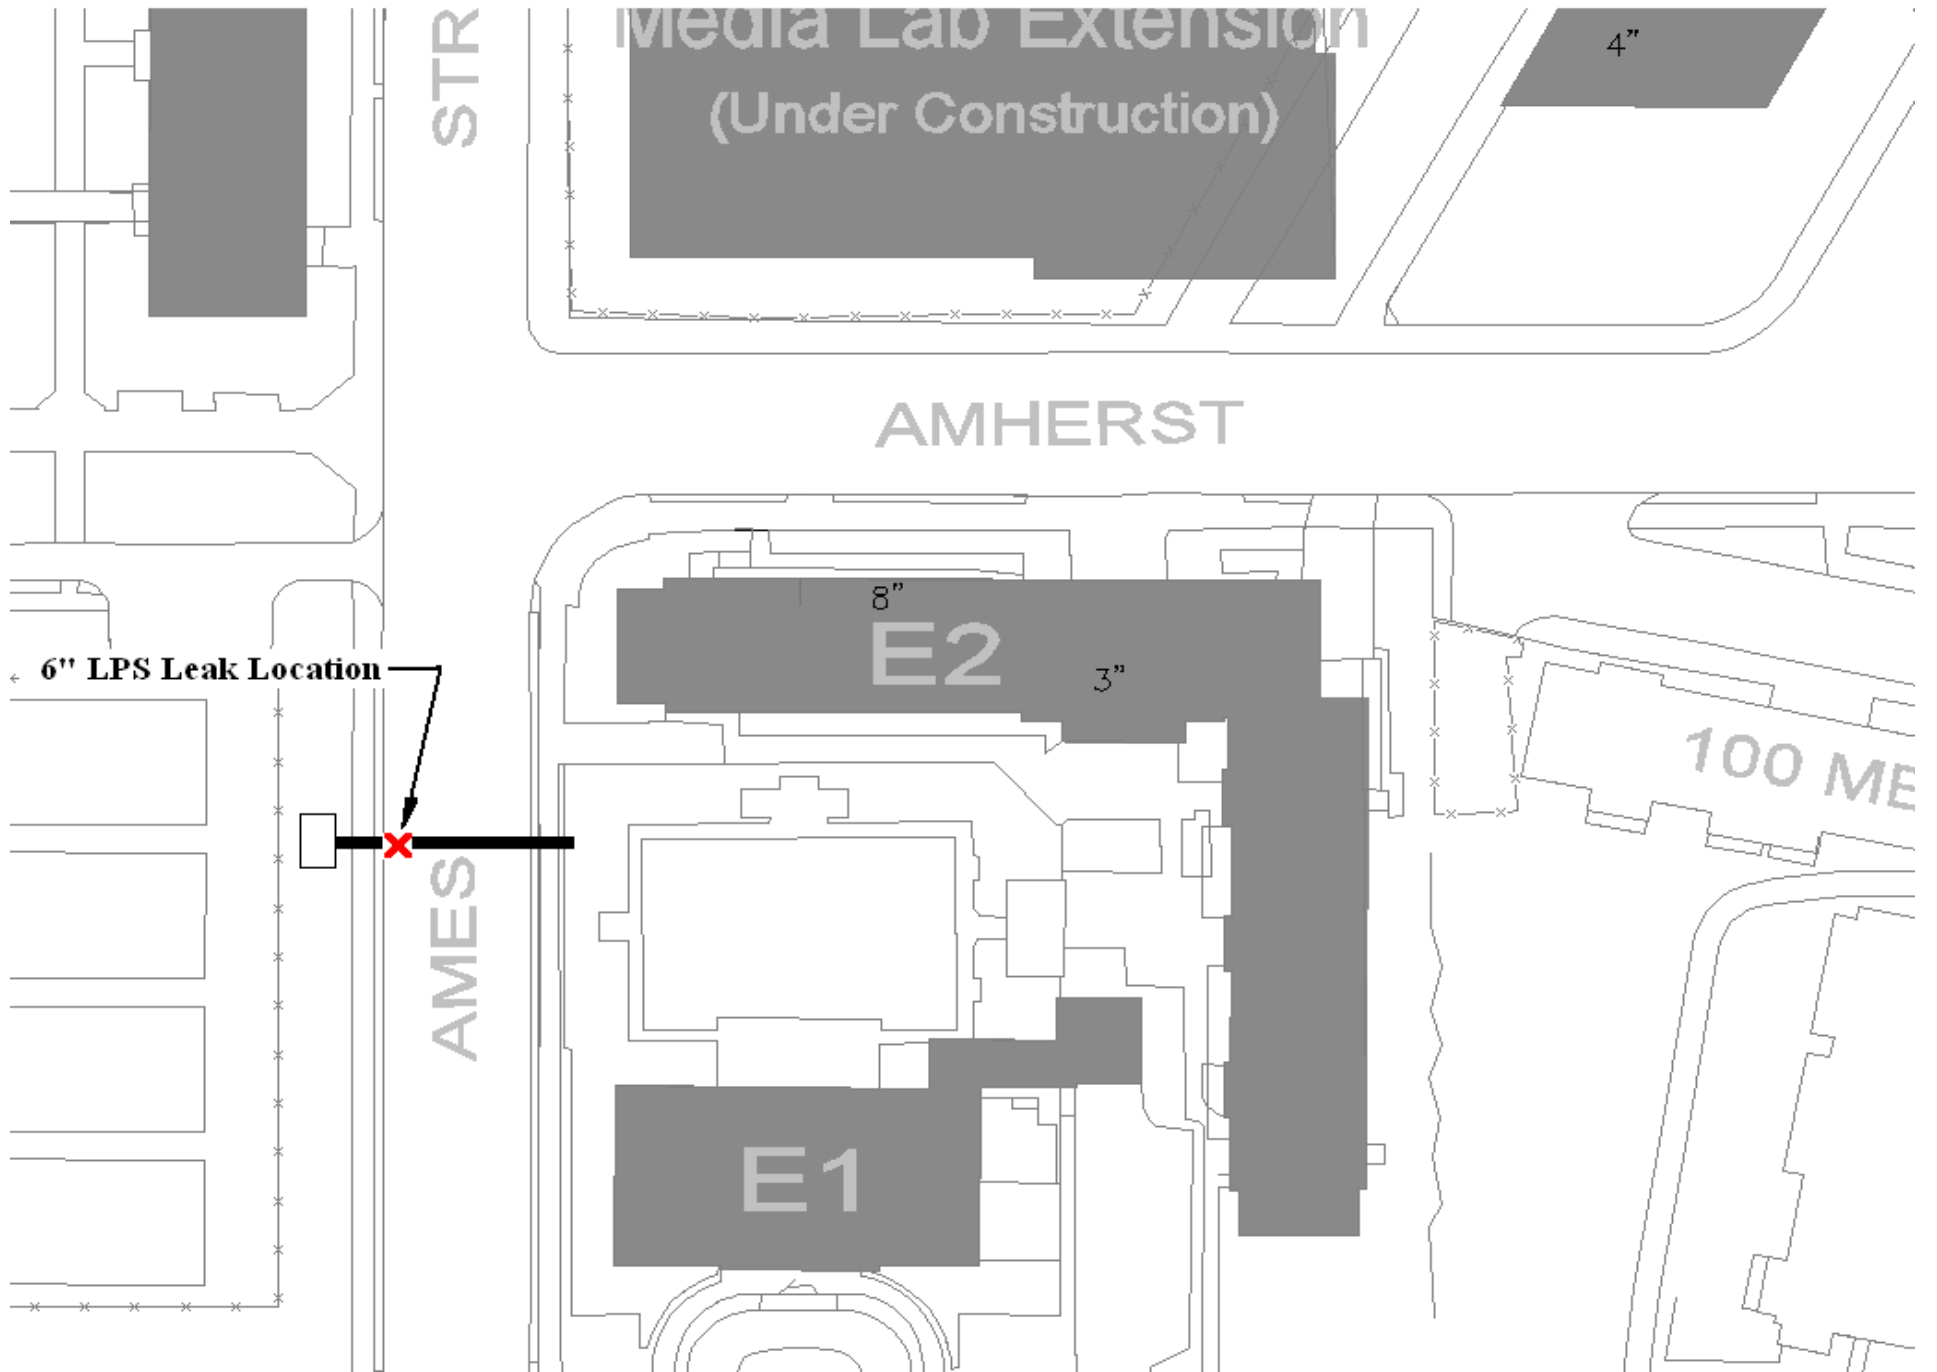 STR
Media Lab Extension
(Under Construction)
4"
AMHERST
8"
E2
3"
6" LPS Leak Location
100 ME
AMES
E1